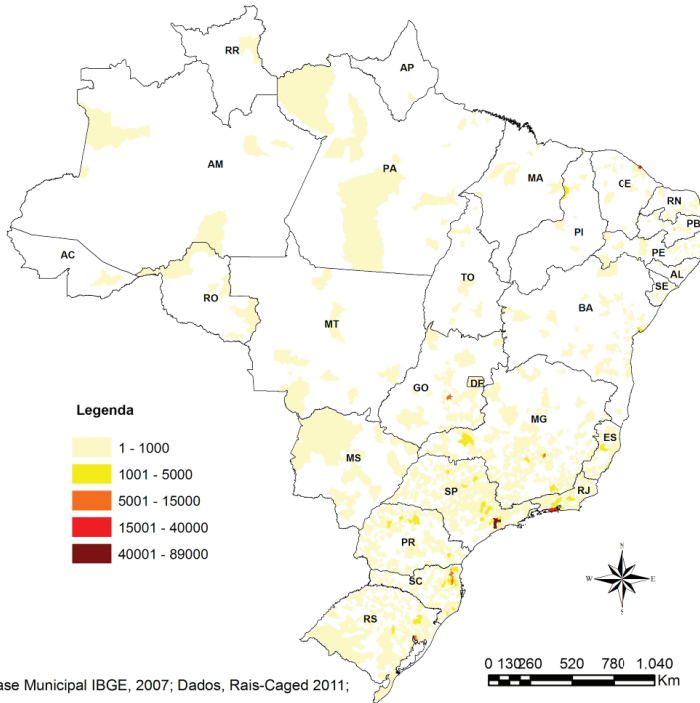 RR
AP
AM
PA
MA
CE
RN
PB
PI
PE
AL
SE
AC
TO
RO
BA
MT
GO
DF
MG
ES
MS
SP
RJ
PR
SC
RS
Legenda
1 - 1000
1001 - 5000
5001 - 15000
15001 - 40000
40001 - 89000
N
W E
S
0 130260 520 780 1.040
Km
ase Municipal IBGE, 2007; Dados, Rais-Caged 2011;